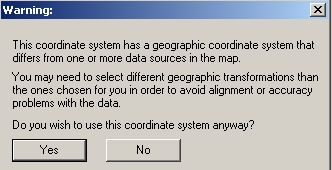 Warning:
This coordinate system has a geographic coordinate system that
differs from one or more data sources in the map.
You may need to select different geographic transformations than
the ones chosen for you in order to avoid alignment or accuracy
problems with the data.
Do you wish to use this coordinate system anyway?
Yes
No